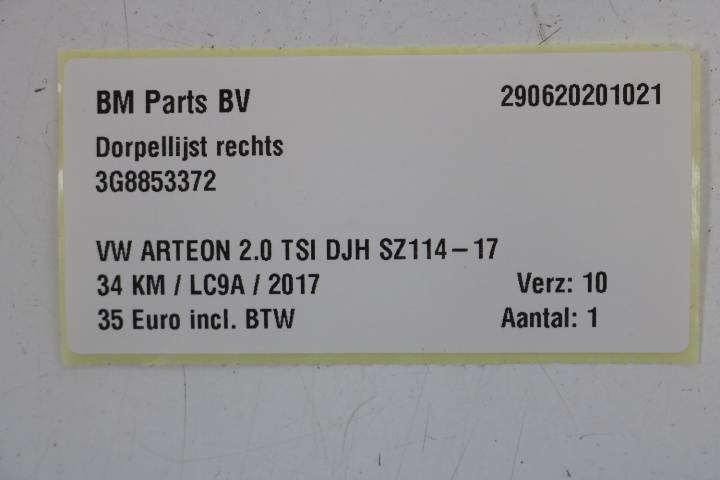 BM Parts BV 290620201021
Dorpellijst rechts
3G8853372
VW ARTEON 2.0 TSI DJH SZ114-17
34 KM / LC9A / 2017 Verz: 10
35 Euro incl. BTW Aantal: 1